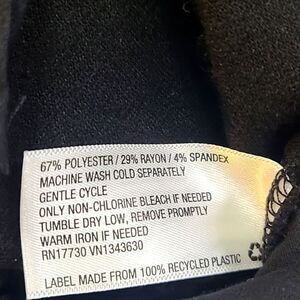 67% POLYESTER / 29% RAYON / 4% SPANDEX
MACHINE WASH COLD SEPARATELY
GENTLE CYCLE
ONLY NON-CHLORINE BLEACH IF NEEDED
TUMBLE DRY LOW, REMOVE PROMPTLY
WARM IRON IF NEEDED
RN17730 VN1343630
LABEL MADE FROM 100% RECYCLED PLASTIC